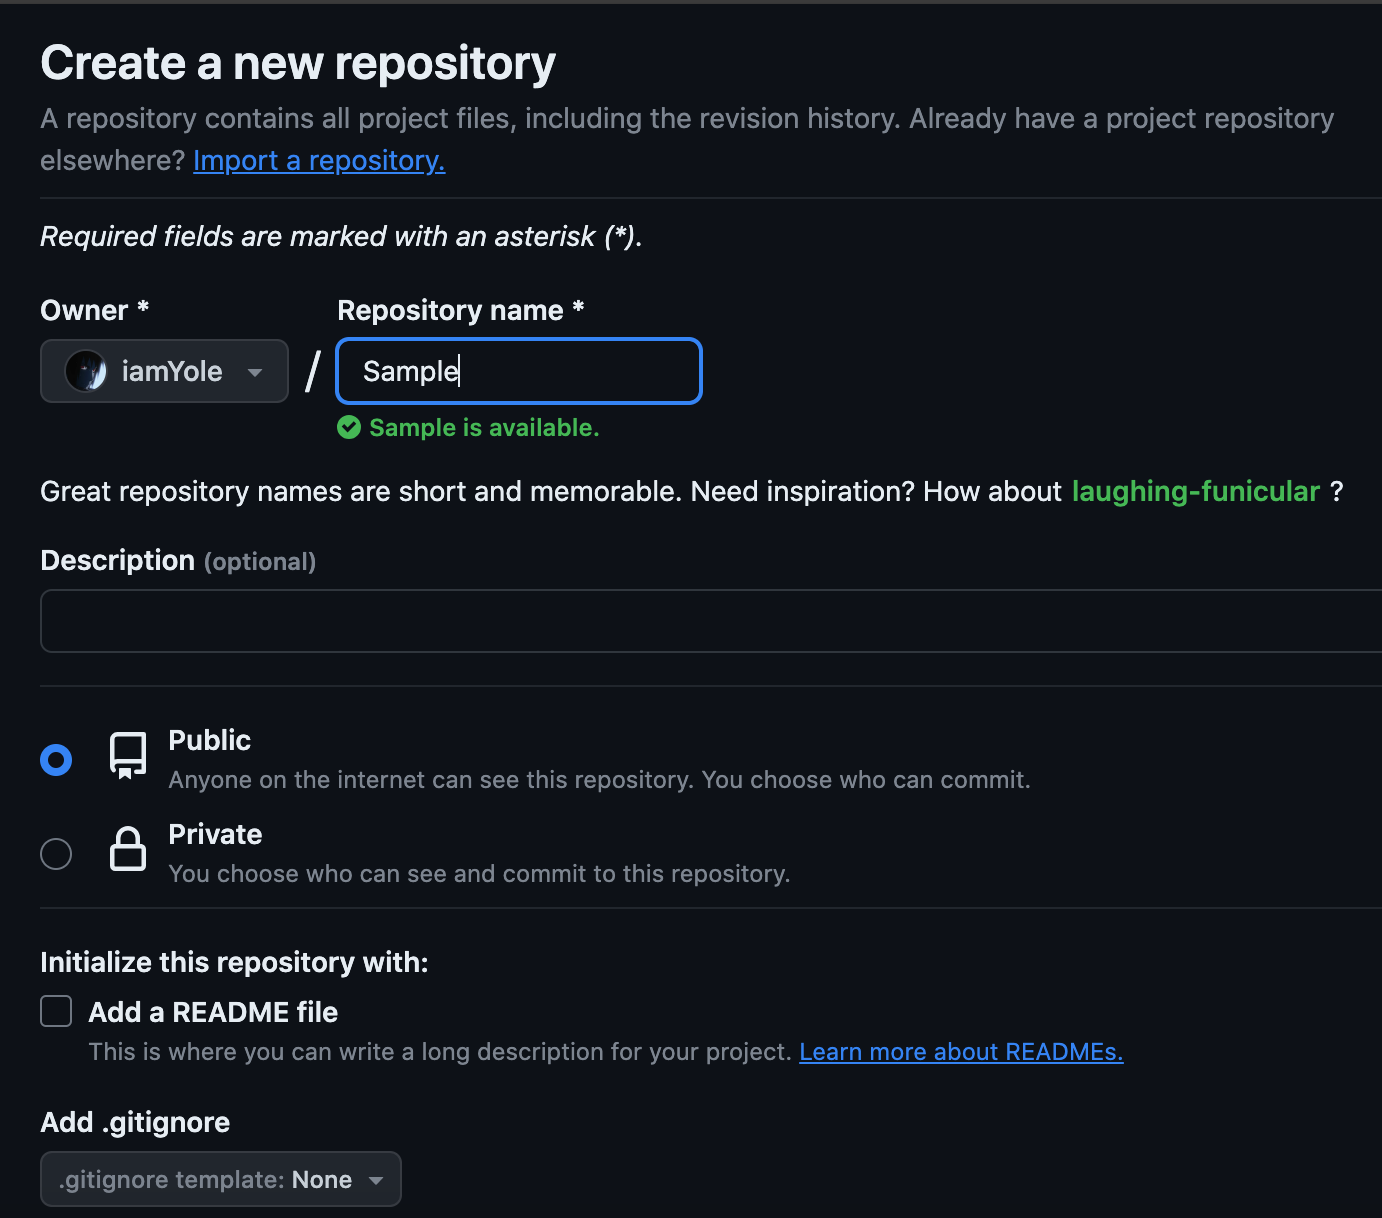 Create a new repository
A repository contains all project files, including the revision history. Already have a project repository
elsewhere? Import a repository.
Required fields are marked with an asterisk (*).
Owner *
Repository name *
iamYole
/
Sample
Sample is available.
Great repository names are short and memorable. Need inspiration? How about laughing-funicular ?
Description (optional)
Public
Anyone on the internet can see this repository. You choose who can commit.
Private
You choose who can see and commit to this repository.
Initialize this repository with:
Add a README file
This is where you can write a long description for your project. Learn more about READMEs.
Add .gitignore
.gitignore template: None